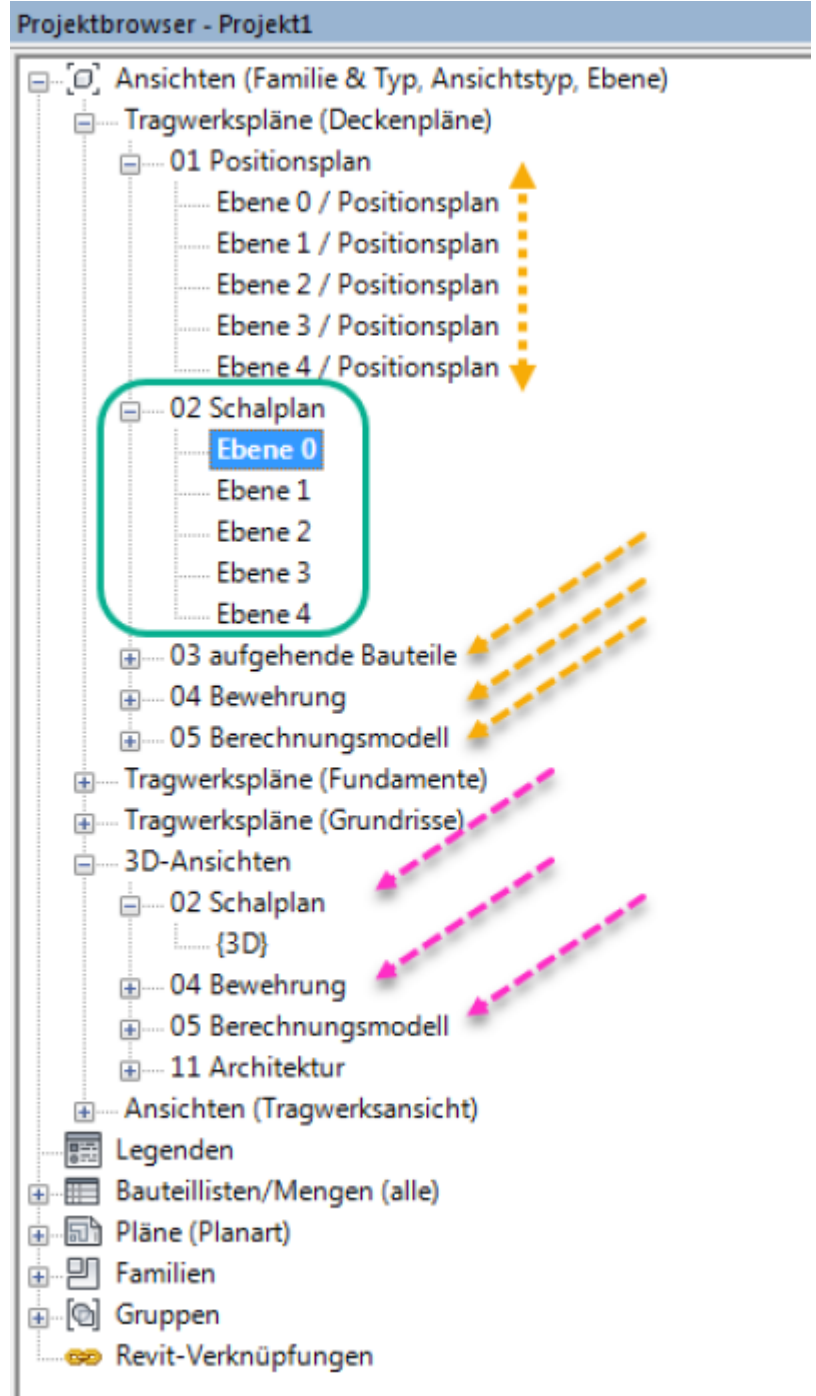 Projektbrowser - Projekt1
Ansichten (Familie & Typ, Ansichtstyp, Ebene)
Tragwerkspläne (Deckenpläne)
01 Positionsplan
Ebene 0 / Positionsplan
Ebene 1 / Positionsplan
Ebene 2 / Positionsplan
Ebene 3 / Positionsplan
Ebene 4 / Positionsplan
02 Schalplan
Ebene 0
Ebene 1
Ebene 2
Ebene 3
Ebene 4
03 aufgehende Bauteile
04 Bewehrung
05 Berechnungsmodell
Tragwerkspläne (Fundamente)
Tragwerkspläne (Grundrisse)
3D-Ansichten
02 Schalplan
{3D}
04 Bewehrung
05 Berechnungsmodell
11 Architektur
Ansichten (Tragwerksansicht)
Legenden
Bauteillisten/Mengen (alle)
Pläne (Planart)
Familien
Gruppen
Revit-Verknüpfungen